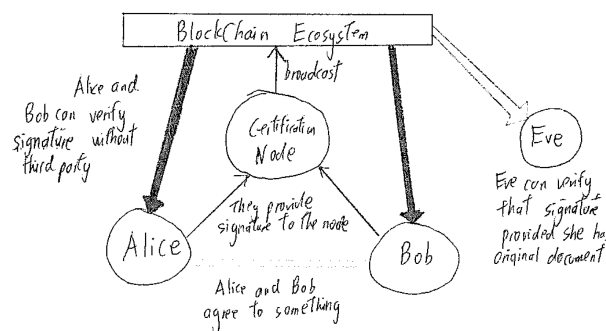 BlockChain Ecosystem
broadcast
Alice and
Bob can verify
signature without
third party
Certification
Node
Eve
They provide
signature to the node
Eve can verify
that signature
provided she ha
original document
Alice
Bob
Alice and Bob
agree to something